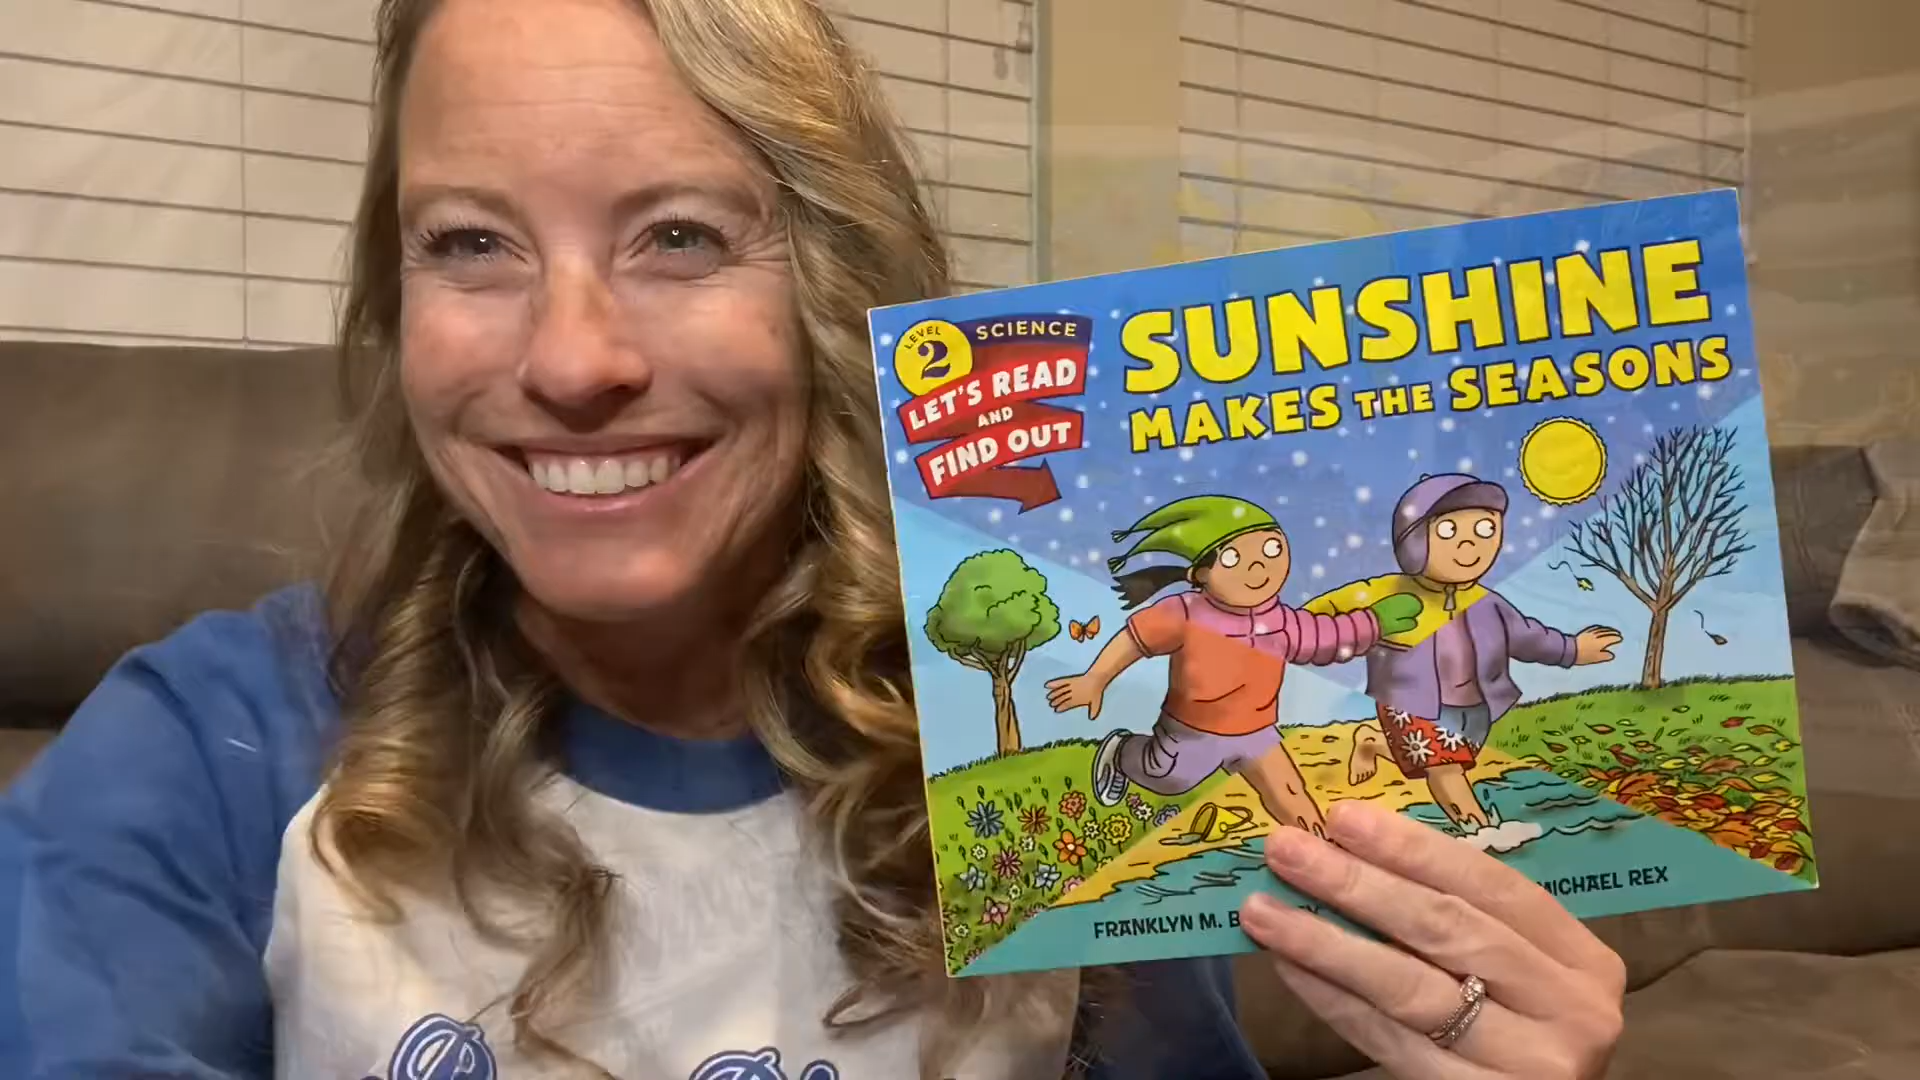 LEVEL
2
SCIENCE
LET'S READ
AND
FIND OUT
SUNSHINE
MAKES THE SEASONS
FRANKLYN M.
MICHAEL REX